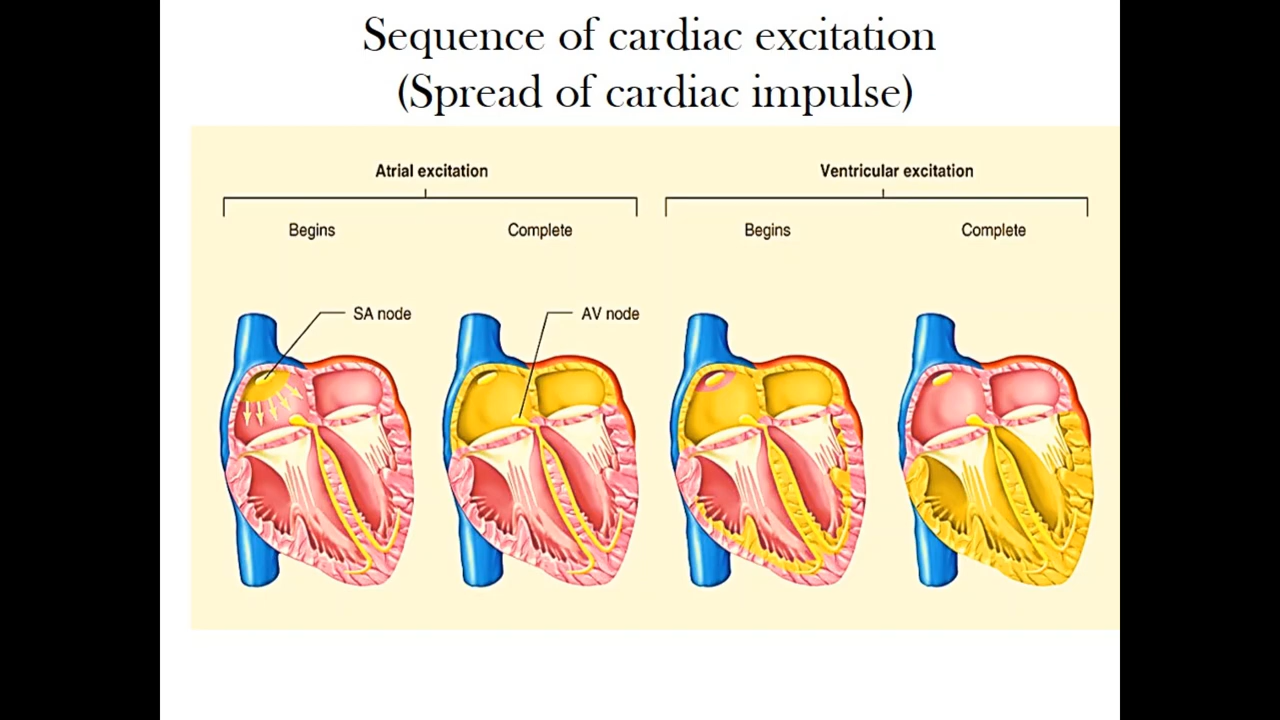 Sequence of cardiac excitation
(Spread of cardiac impulse)
Atrial excitation
Ventricular excitation
Begins
Complete
Begins
Complete
SA node
AV node